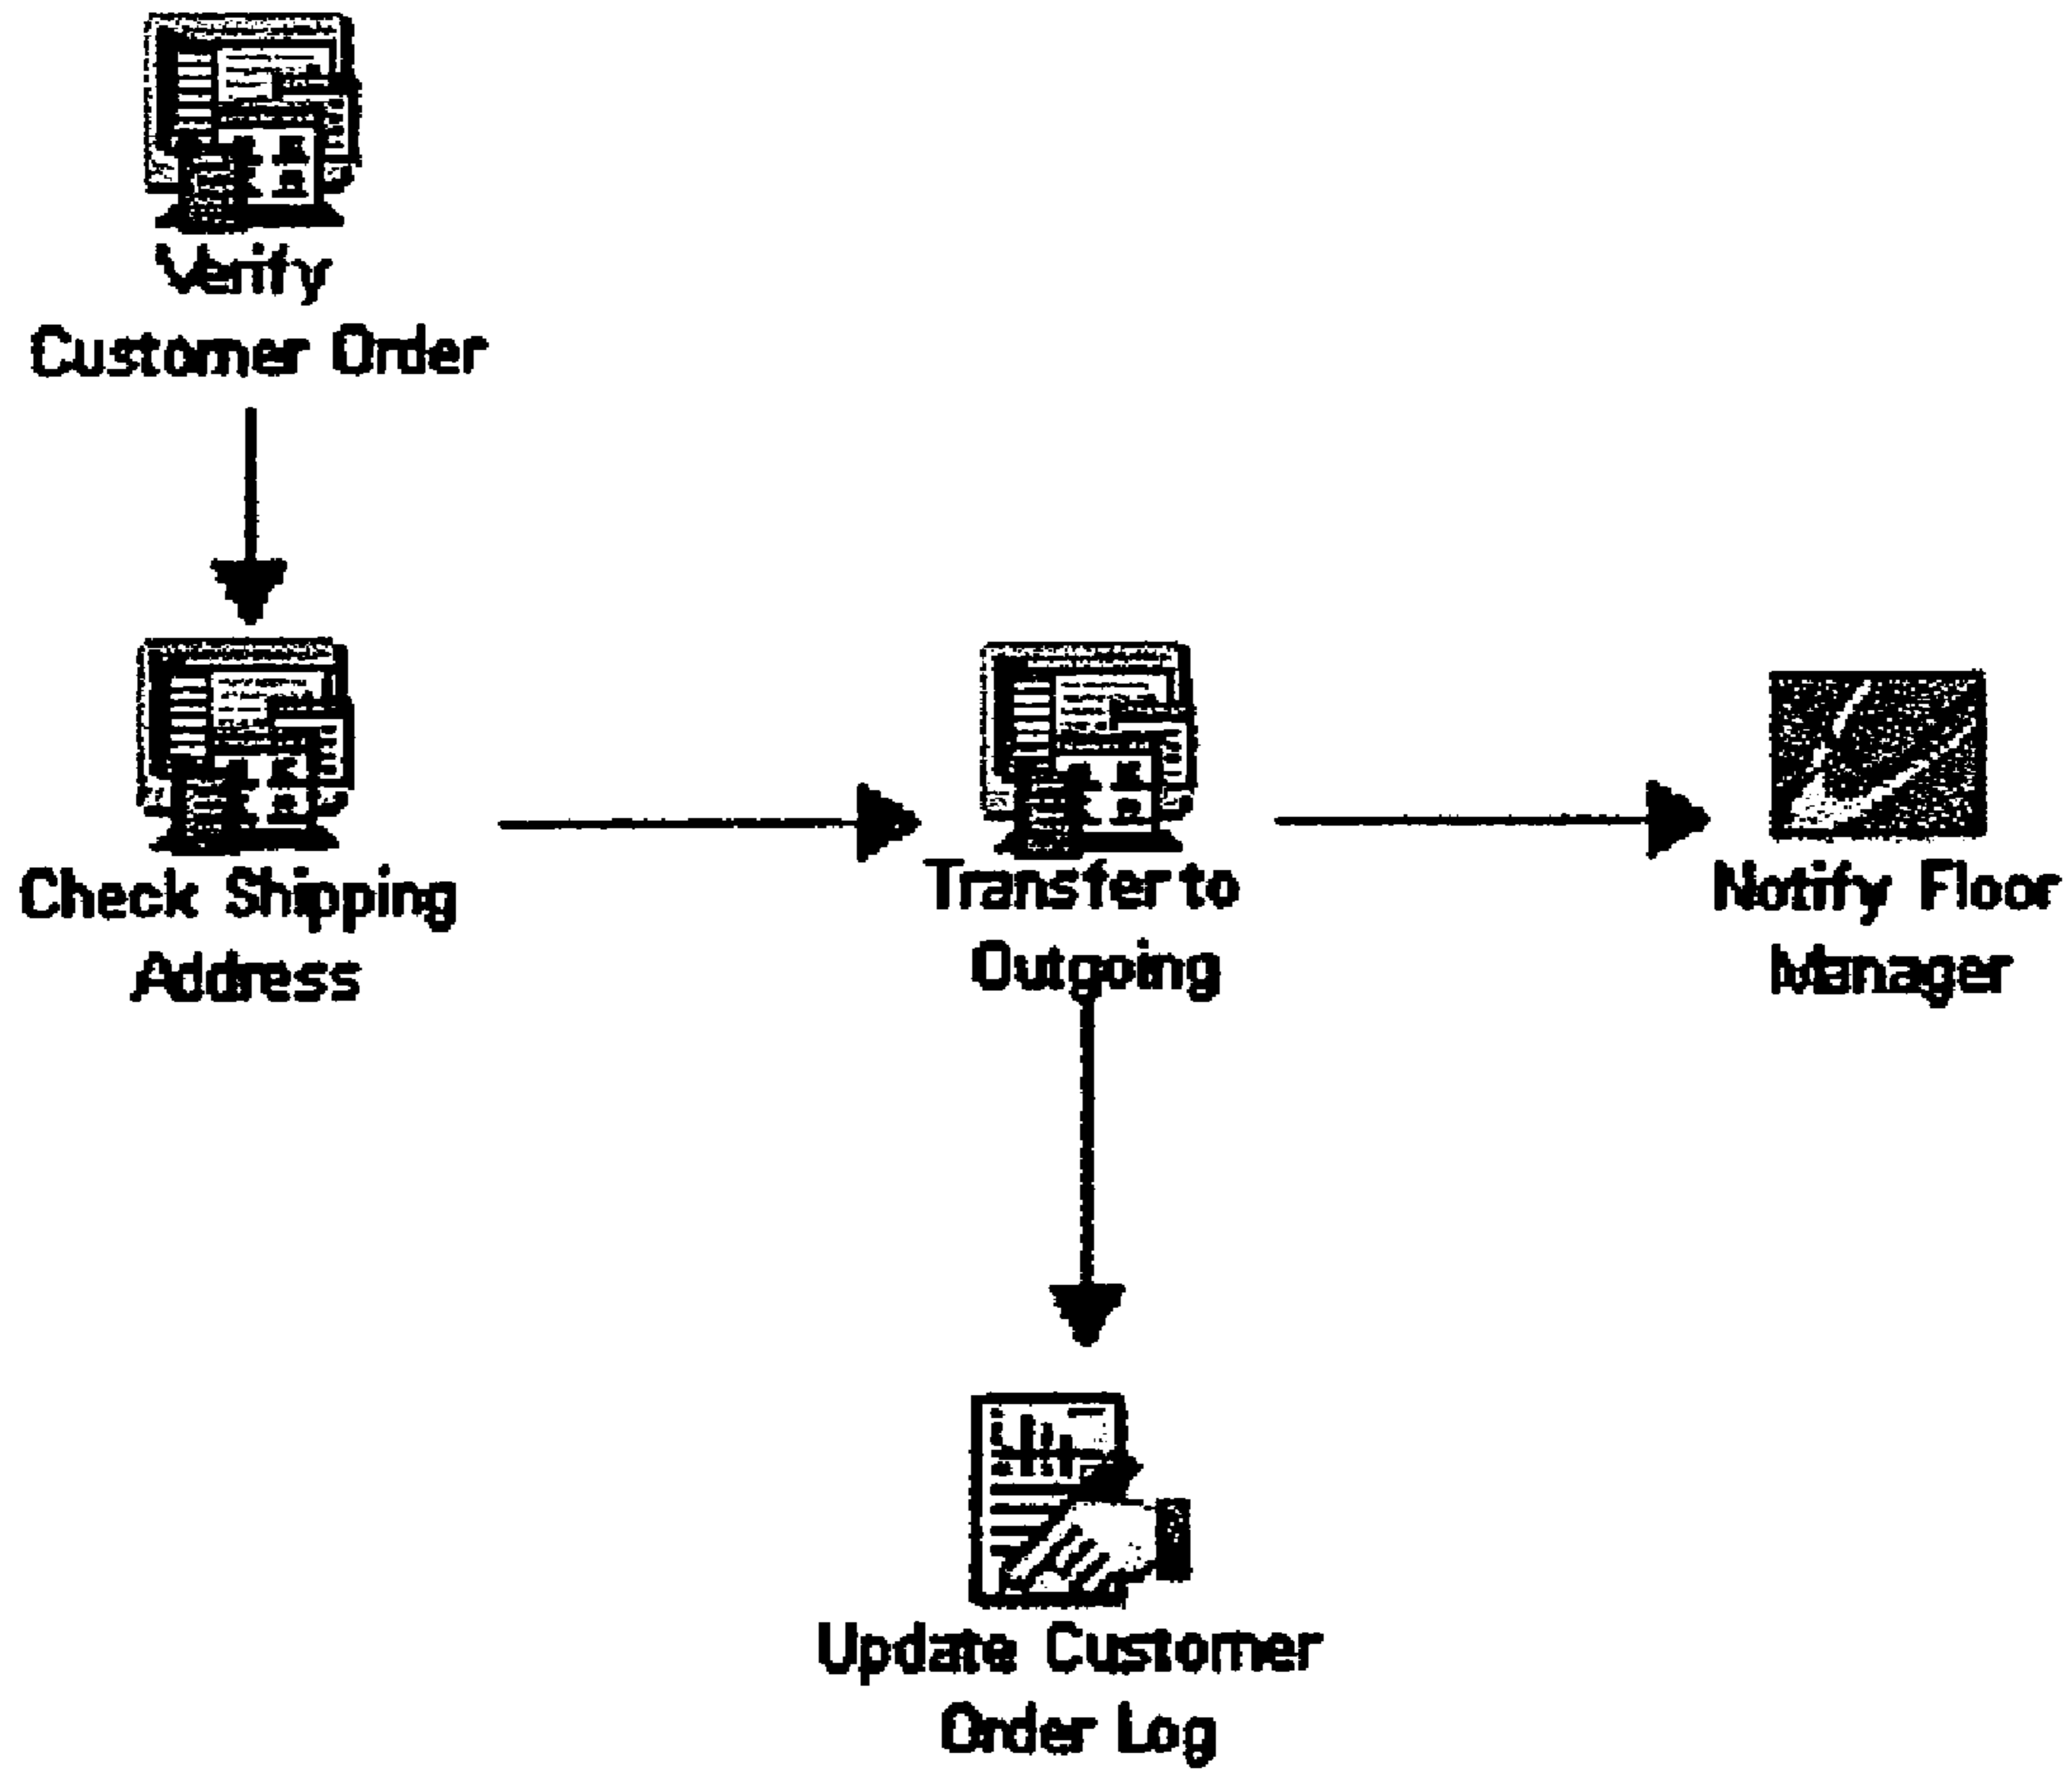 Verify
Customer Order
Check Shipping
Address
Transfer to
Outgoing
Notify Floor
Manager
Update Customer
Order Log